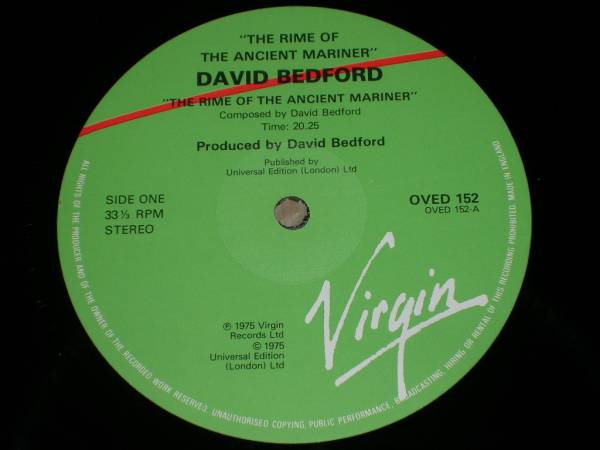 "THE RIME OF
THE ANCIENT MARINER"
DAVID BEDFORD
"THE RIME OF THE ANCIENT MARINER"
Composed by David Bedford
Time: 20.25
Produced by David Bedford
Published by
Universal Edition (London) Ltd
SIDE ONE
33⅓ RPM
STEREO
OVED 152
OVED 152-A
℗ 1975 Virgin
Records Ltd
© 1975
Universal Edition
(London) Ltd
Virgin
ALL RIGHTS OF THE PRODUCER AND OF THE OWNER OF THE RECORDED WORK RESERVED. UNAUTHORISED COPYING, PUBLIC PERFORMANCE, BROADCASTING, HIRING OR RENTAL OF THIS RECORDING PROHIBITED. MADE IN ENGLAND